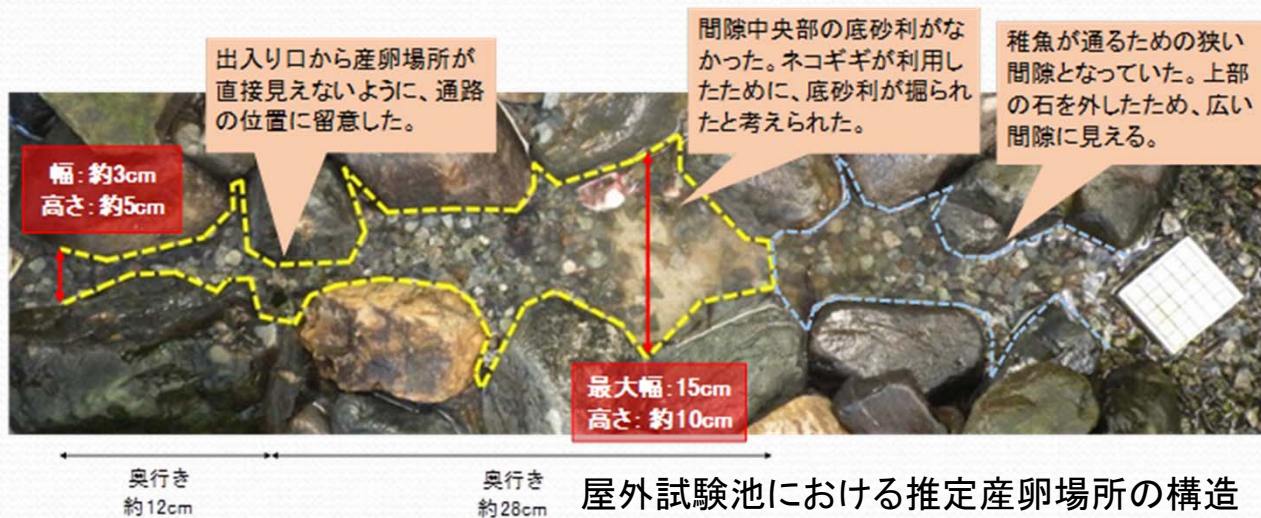 出入り口から産卵場所が
直接見えないように、通路
の位置に留意した。
間隙中央部の底砂利がな
かった。ネコギギが利用し
たために、底砂利が掘られ
たと考えられた。
稚魚が通るための狭い
間隙となっていた。上部
の石を外したため、広い
間隙に見える。
幅:約3cm
高さ:約5cm
最大幅:15cm
高さ:約10cm
奥行き
約12cm
奥行き
約28cm
屋外試験池における推定産卵場所の構造